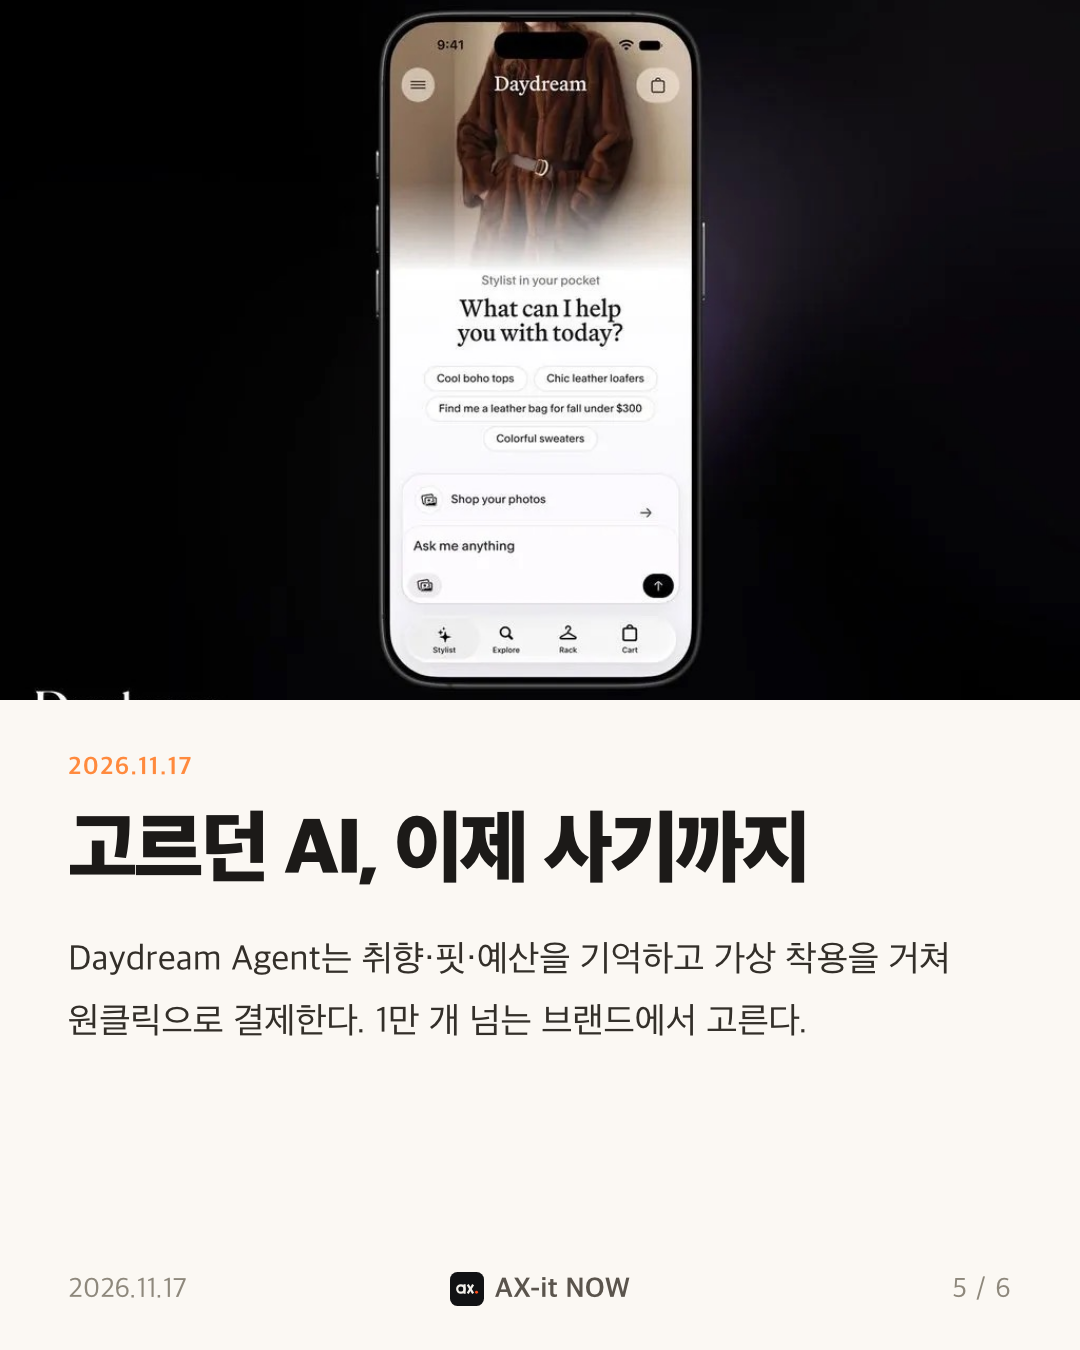 9:41
Daydream
Stylist in your pocket
What can I help
you with today?
Cool boho tops
Chic leather loafers
Find me a leather bag for fall under $300
Colorful sweaters
Shop your photos
Ask me anything
Stylist
Explore
Rack
Cart
2026.11.17
고르던 AI, 이제 사기까지
Daydream Agent는 취향·핏·예산을 기억하고 가상 착용을 거쳐
원클릭으로 결제한다. 1만 개 넘는 브랜드에서 고른다.
2026.11.17
ax.
AX-it NOW
5 / 6